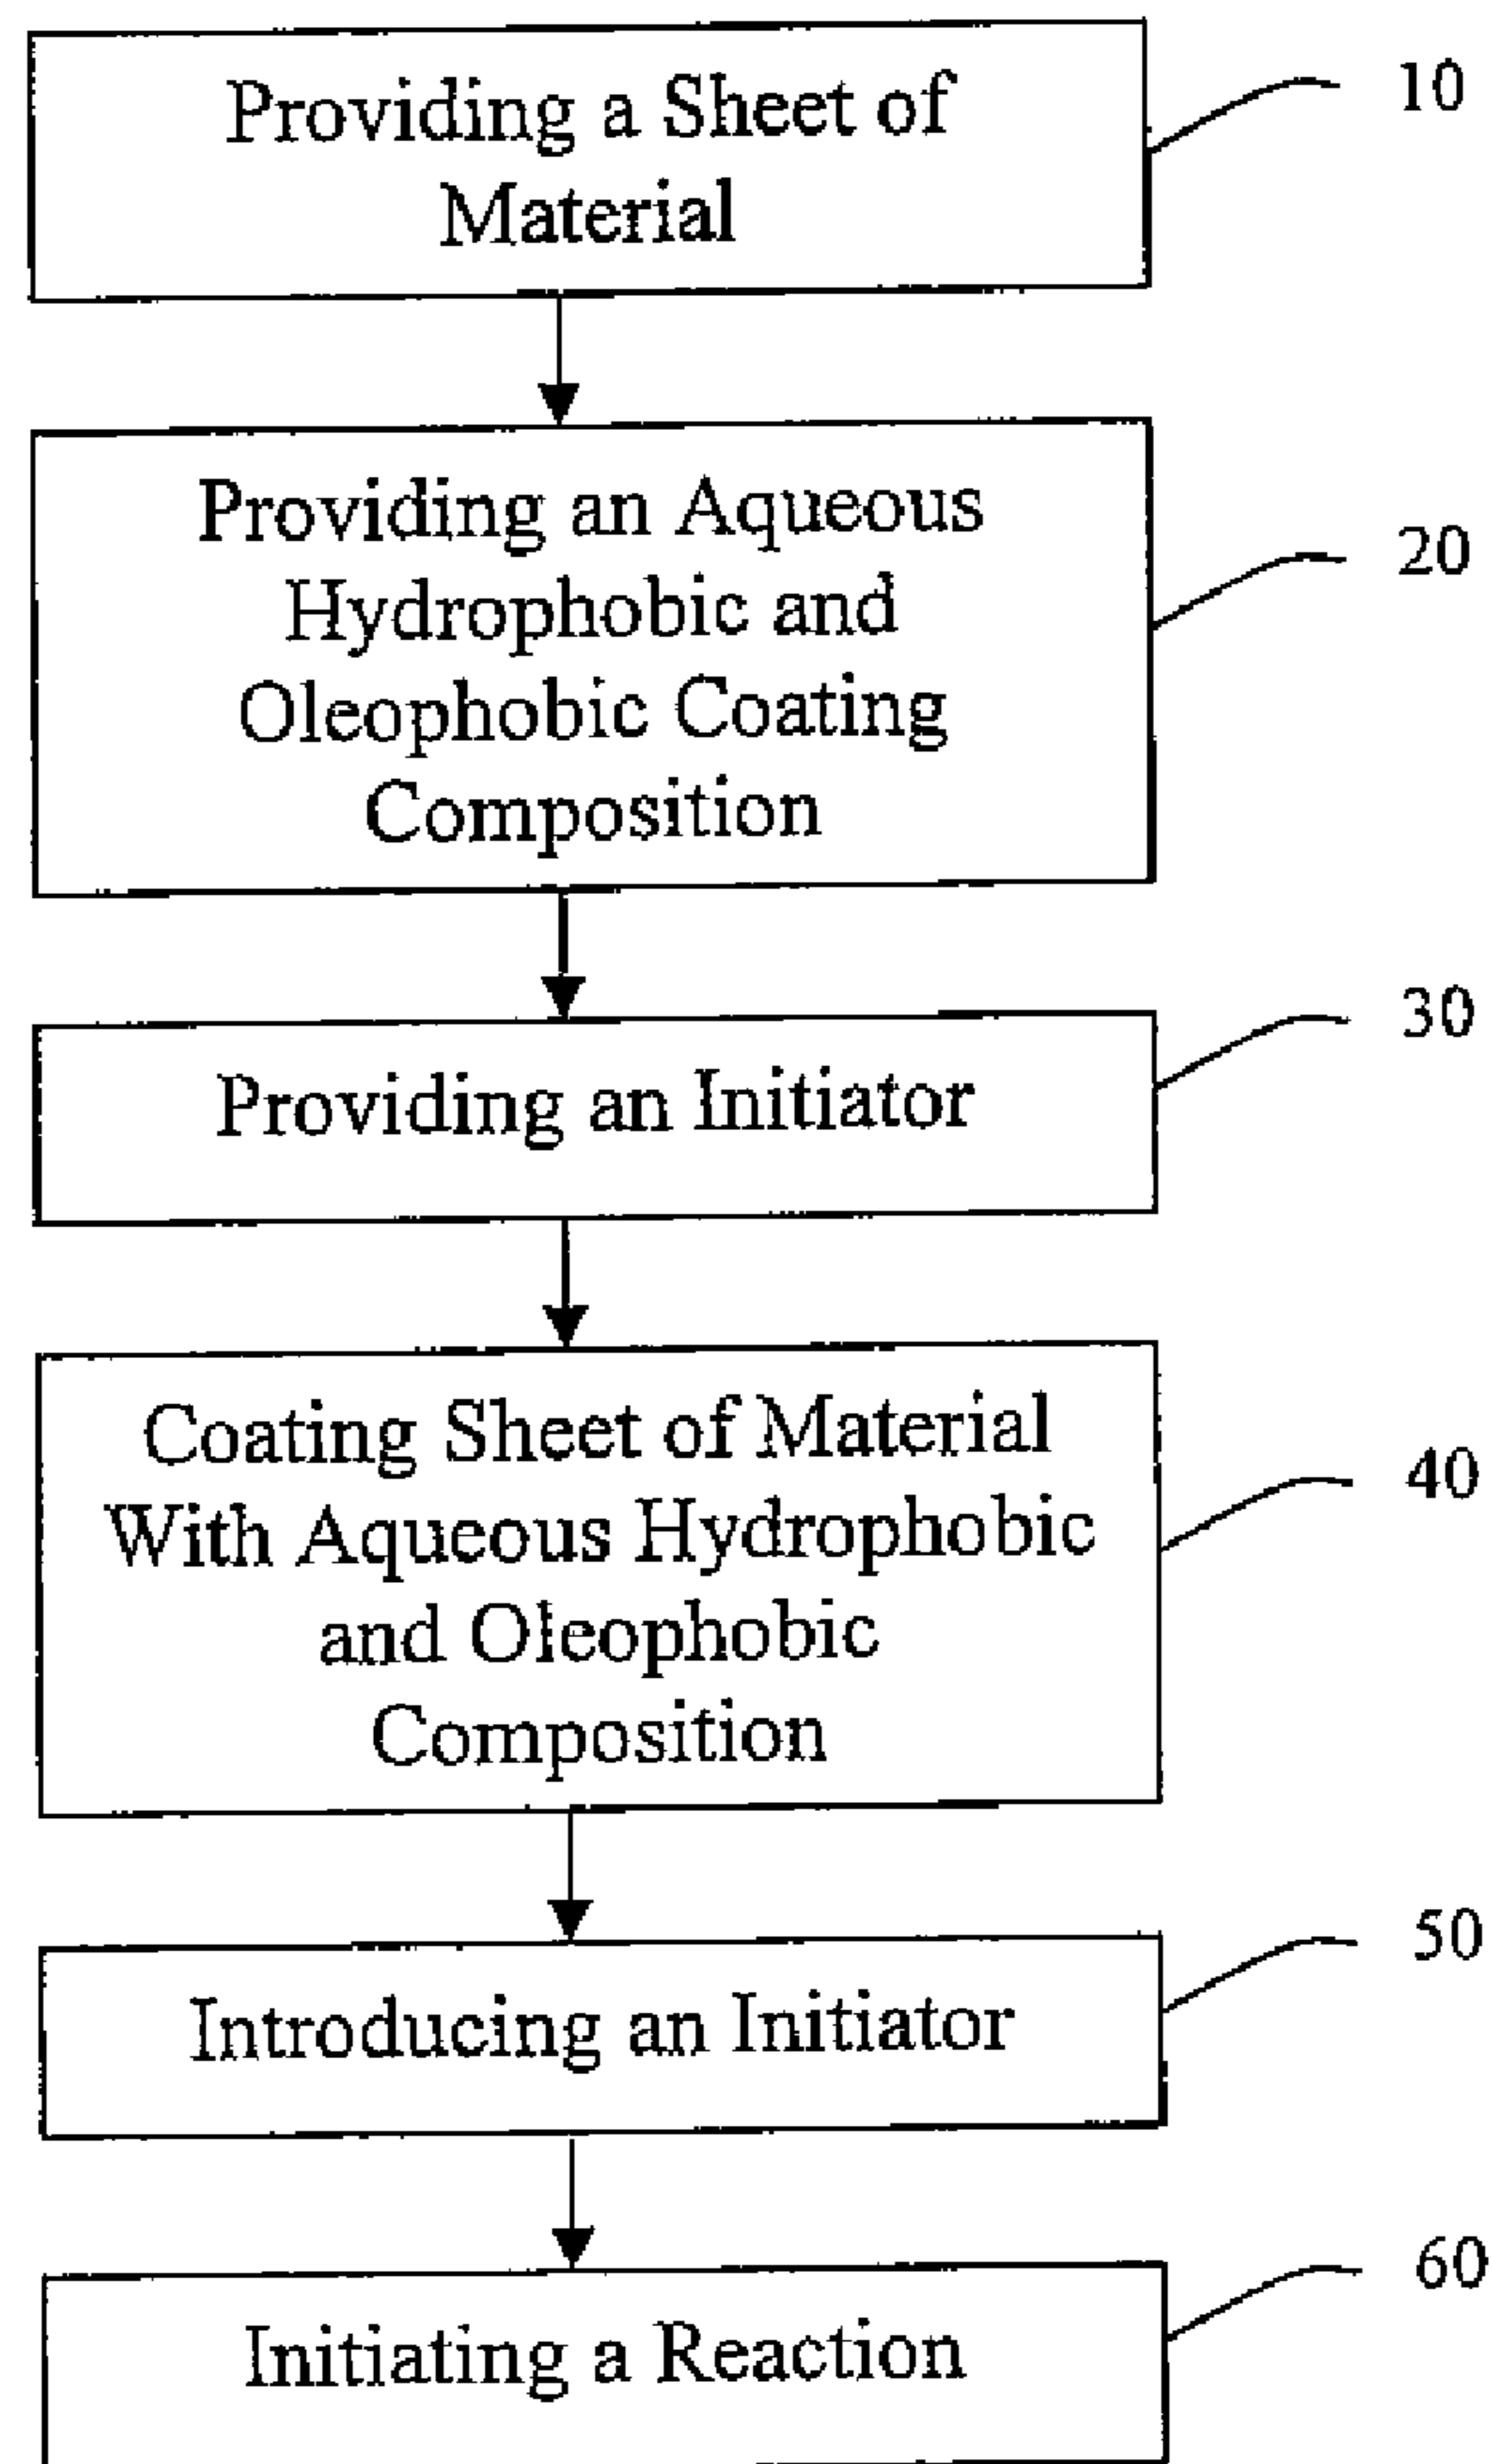 Providing a Sheet of
Material
10
Providing an Aqueous
Hydrophobic and
Oleophobic Coating
Composition
20
Providing an Initiator
30
Coating Sheet of Material
With Aqueous Hydrophobic
and Oleophobic
Composition
40
Introducing an Initiator
50
Initiating a Reaction
60